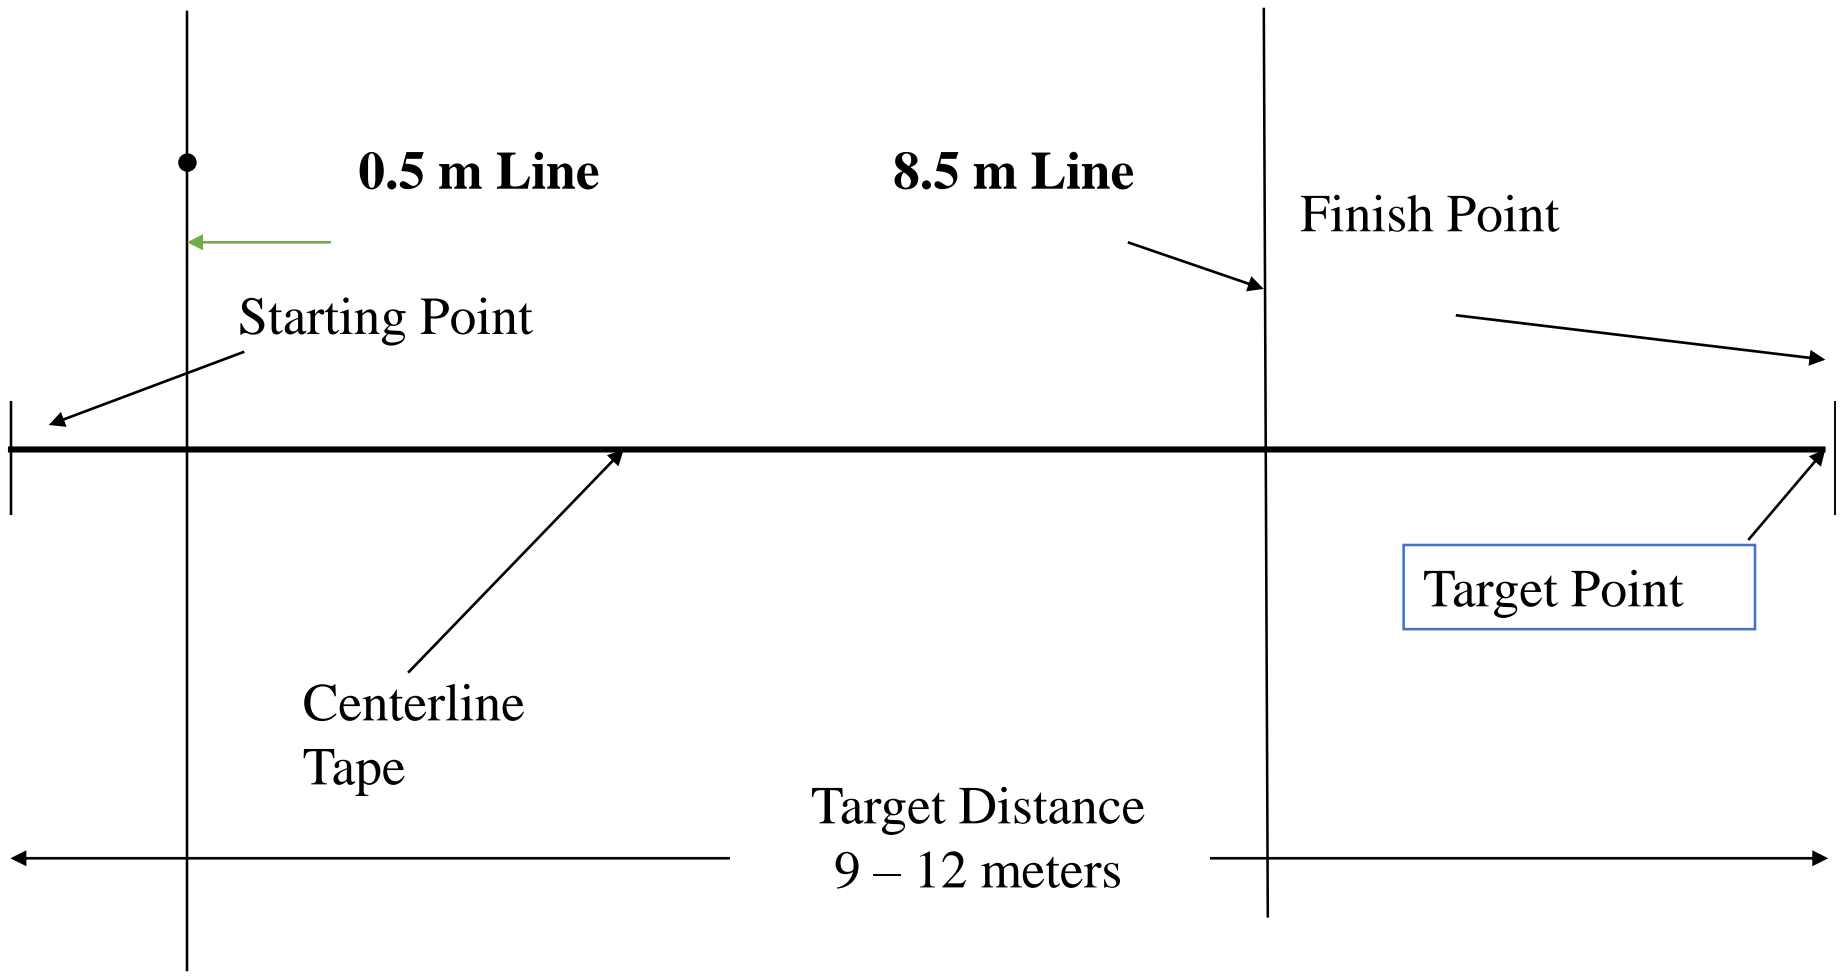 0.5 m Line
8.5 m Line
Finish Point
Starting Point
Target Point
Centerline
Tape
Target Distance
9 – 12 meters